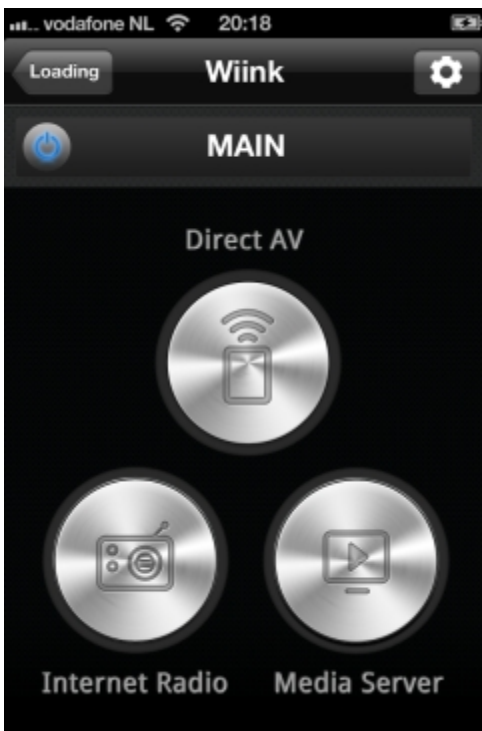 vodafone NL 20:18
Loading Wiink
MAIN
Direct AV
Internet Radio Media Server